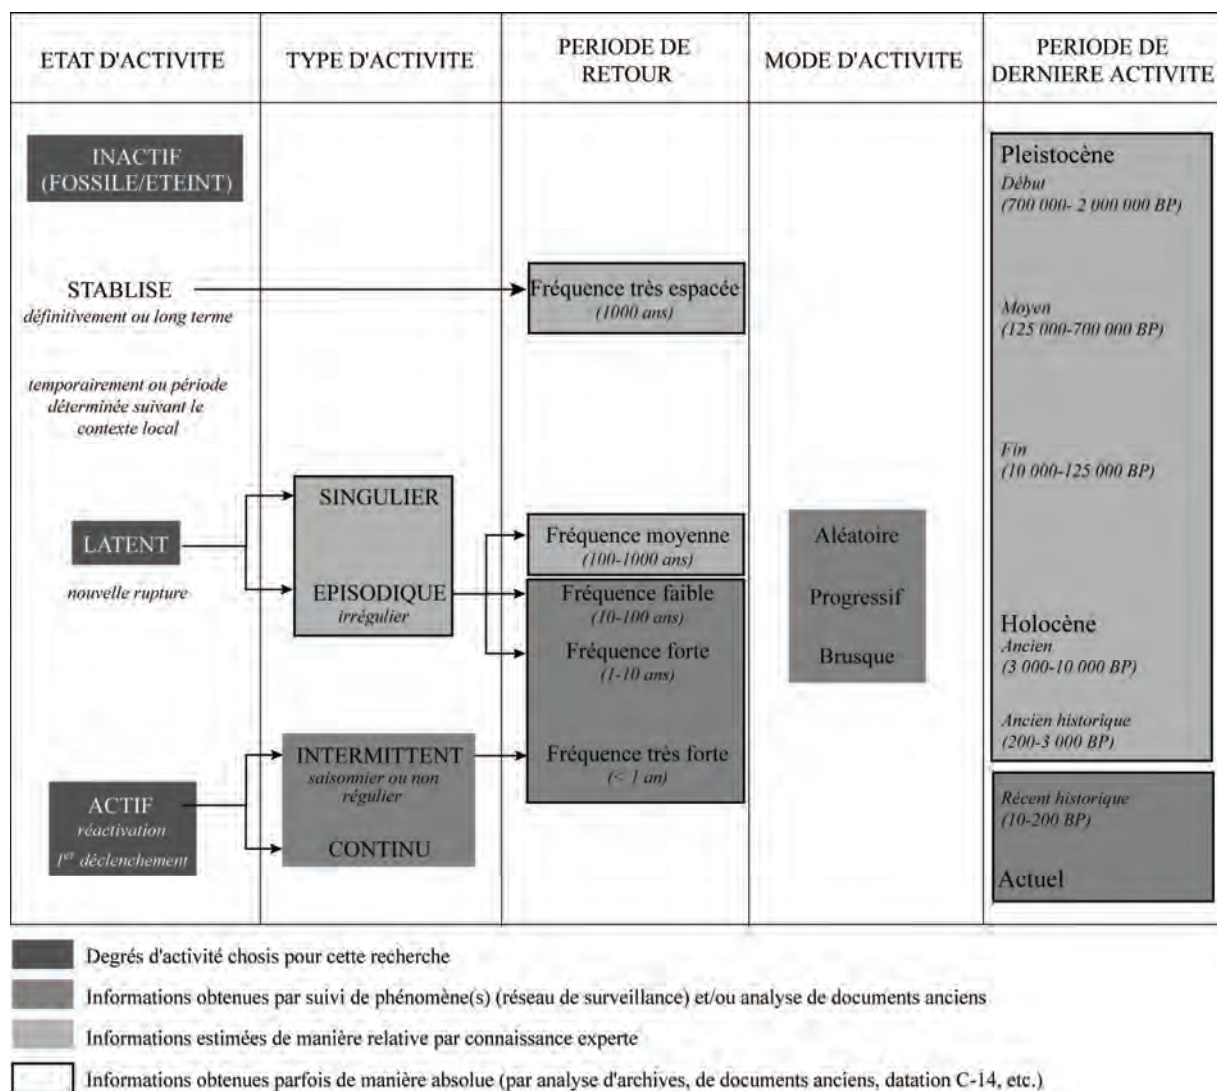 ETAT D'ACTIVITE
TYPE D'ACTIVITE
PERIODE DE
RETOUR
MODE D'ACTIVITE
PERIODE DE
DERNIERE ACTIVITE
INACTIF
(FOSSILE/ETEINT)
STABLISE
définitivement ou long terme
temporairement ou période
déterminée suivant le
contexte local
LATENT
nouvelle rupture
ACTIF
réactivation
1er déclenchement
SINGULIER
EPISODIQUE
irrégulier
INTERMITTENT
saisonnier ou non
régulier
CONTINU
Fréquence très espacée
(1000 ans)
Fréquence moyenne
(100-1000 ans)
Fréquence faible
(10-100 ans)
Fréquence forte
(1-10 ans)
Fréquence très forte
(< 1 an)
Aléatoire
Progressif
Brusque
Pleistocène
Début
(700 000- 2 000 000 BP)
Moyen
(125 000-700 000 BP)
Fin
(10 000-125 000 BP)
Holocène
Ancien
(3 000-10 000 BP)
Ancien historique
(200-3 000 BP)
Récent historique
(10-200 BP)
Actuel
Degrés d'activité choisis pour cette recherche
Informations obtenues par suivi de phénomène(s) (réseau de surveillance) et/ou analyse de documents anciens
Informations estimées de manière relative par connaissance experte
Informations obtenues parfois de manière absolue (par analyse d'archives, de documents anciens, datation C-14, etc.)